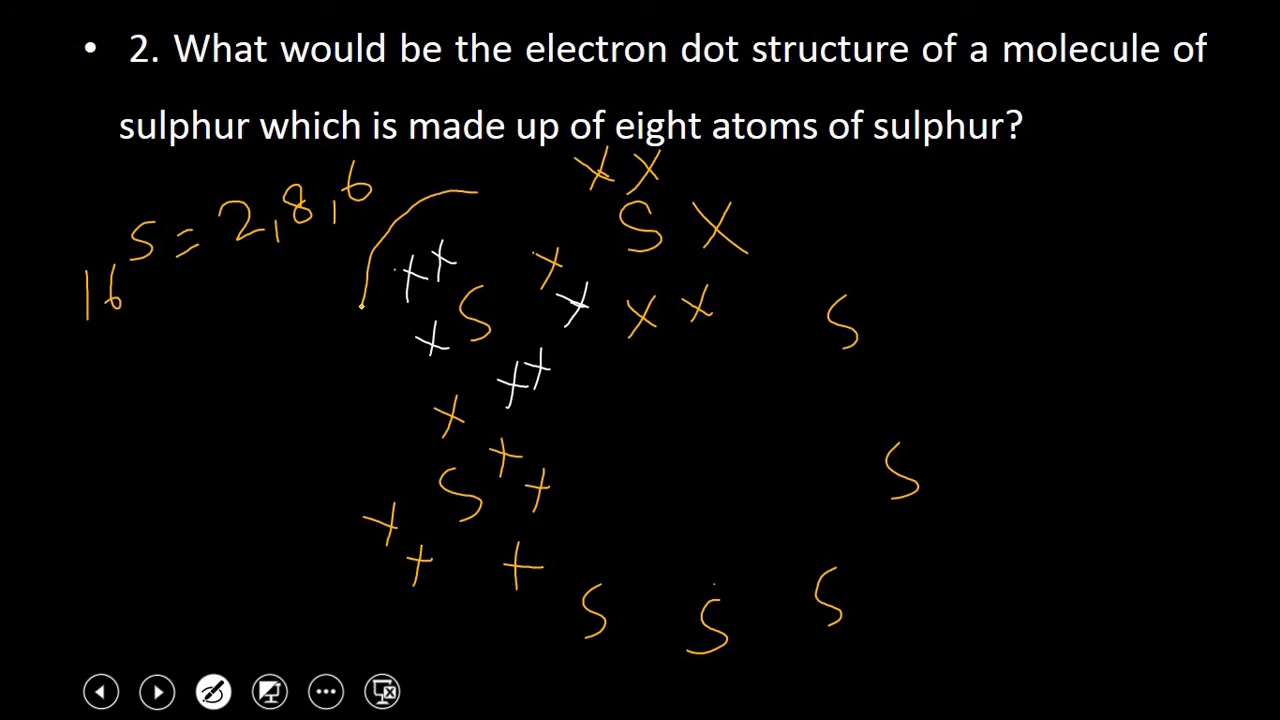 • 2. What would be the electron dot structure of a molecule of
sulphur which is made up of eight atoms of sulphur?
16 S = 2,8,6
x x
S x
+ +
+ S + + x x S
+ +
+
S + + S
+ +
+ S S S